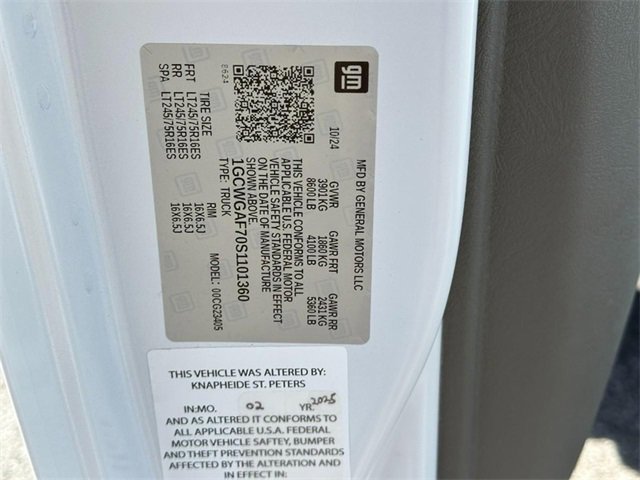 gm
MFD BY GENERAL MOTORS LLC
10/24
GVWR GAWR FRT GAWR RR
3901 KG 1860 KG 2431 KG
8600 LB 4100 LB 5360 LB
THIS VEHICLE CONFORMS TO ALL
APPLICABLE U.S. FEDERAL MOTOR
VEHICLE SAFETY STANDARDS IN EFFECT
ON THE DATE OF MANUFACTURE
SHOWN ABOVE.
1GCWGAF70S1101360
TYPE: TRUCK MODEL: 00CG23405
8624
TIRE SIZE RIM
FRT LT245/75R16ES 16X6.5J
RR LT245/75R16ES 16X6.5J
SPA LT245/75R16ES 16X6.5J
THIS VEHICLE WAS ALTERED BY:
KNAPHEIDE ST. PETERS
IN:MO. 02 YR. 2025
AND AS ALTERED IT CONFORMS TO
ALL APPLICABLE U.S.A. FEDERAL
MOTOR VEHICLE SAFTEY, BUMPER
AND THEFT PREVENTION STANDARDS
AFFECTED BY THE ALTERATION AND
IN EFFECT IN: